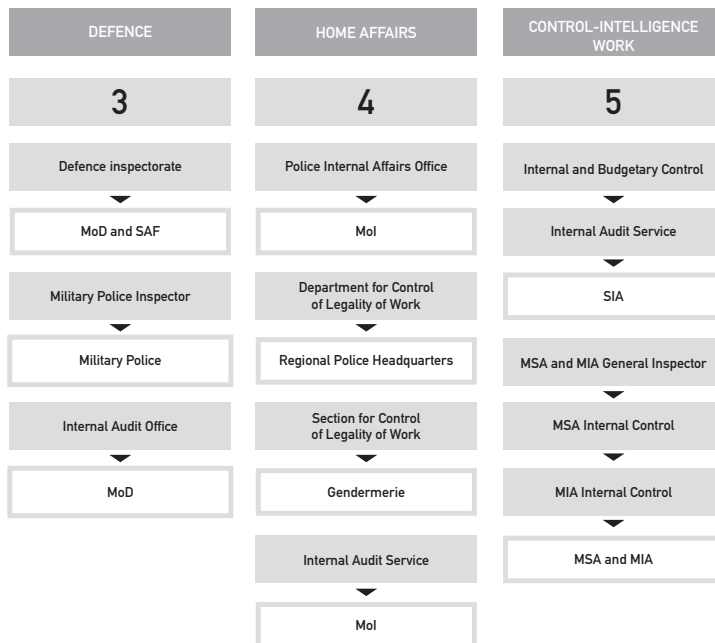 DEFENCE
3
Defence inspectorate
MoD and SAF
Military Police Inspector
Military Police
Internal Audit Office
MoD
HOME AFFAIRS
4
Police Internal Affairs Office
MoI
Department for Control
of Legality of Work
Regional Police Headquarters
Section for Control
of Legality of Work
Gendermerie
Internal Audit Service
MoI
CONTROL-INTELLIGENCE
WORK
5
Internal and Budgetary Control
Internal Audit Service
SIA
MSA and MIA General Inspector
MSA Internal Control
MIA Internal Control
MSA and MIA